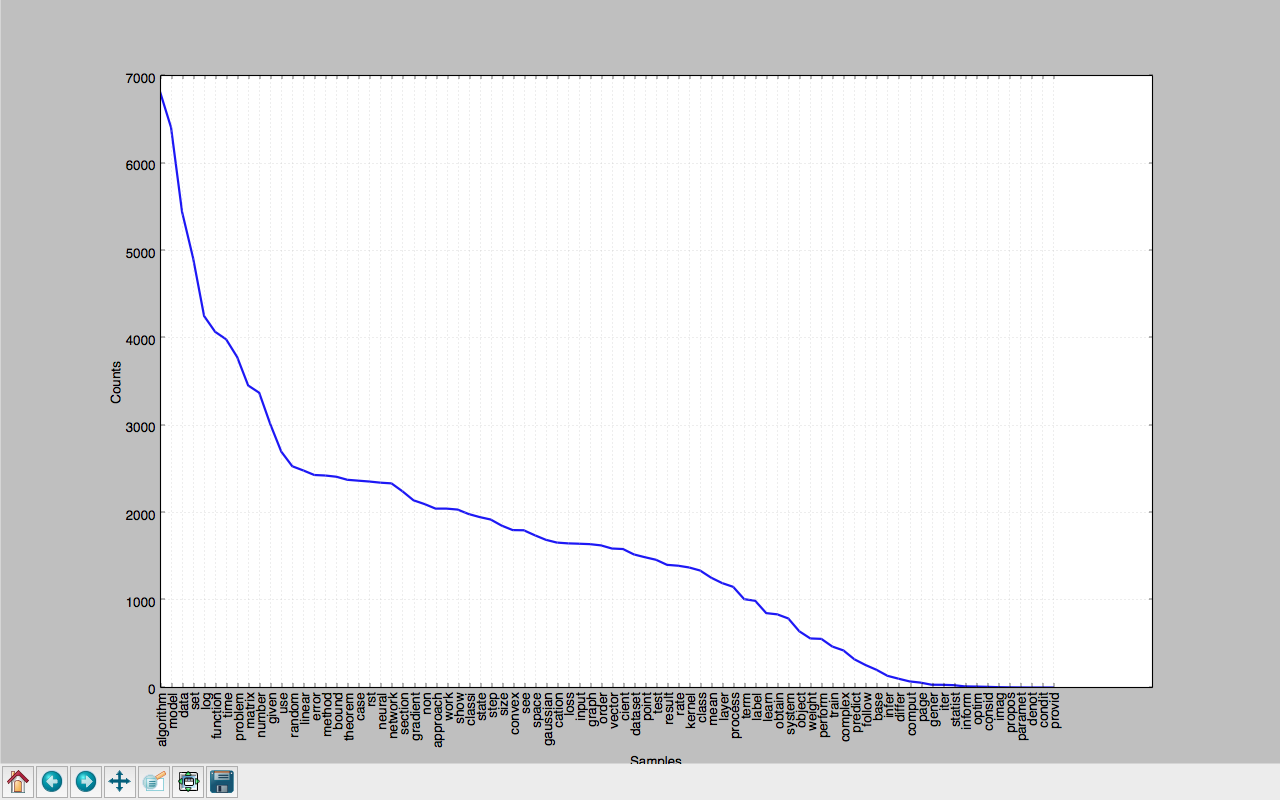 7000
6000
5000
4000
3000
2000
1000
0
Counts
algorithm
model
data
set
log
function
time
problem
matrix
number
given
use
random
linear
error
method
bound
theorem
case
rst
neural
network
section
gradient
non
approach
work
show
classi
state
step
size
convex
see
space
gaussian
cation
loss
input
graph
order
vector
cient
dataset
point
test
result
rate
kernel
class
mean
layer
process
term
label
learn
obtain
system
object
weight
perform
train
complex
predict
follow
base
infer
differ
comput
page
gener
iter
statist
inform
optim
consid
imag
propos
paramet
denot
condit
provid
Samples